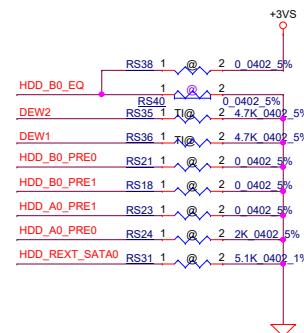 +3VS
RS38 1 @ 2 0_0402_5%
HDD_B0_EQ 1 @ 2
RS40 0_0402_5%
DEW2 RS35 1 TI@ 2 4.7K_0402_5%
DEW1 RS36 1 TI@ 2 4.7K_0402_5%
HDD_B0_PRE0 RS21 1 @ 2 0_0402_5%
HDD_B0_PRE1 RS18 1 @ 2 0_0402_5%
HDD_A0_PRE1 RS23 1 @ 2 0_0402_5%
HDD_A0_PRE0 RS24 1 @ 2 2K_0402_5%
HDD_REXT_SATA0 RS31 1 @ 2 5.1K_0402_1%